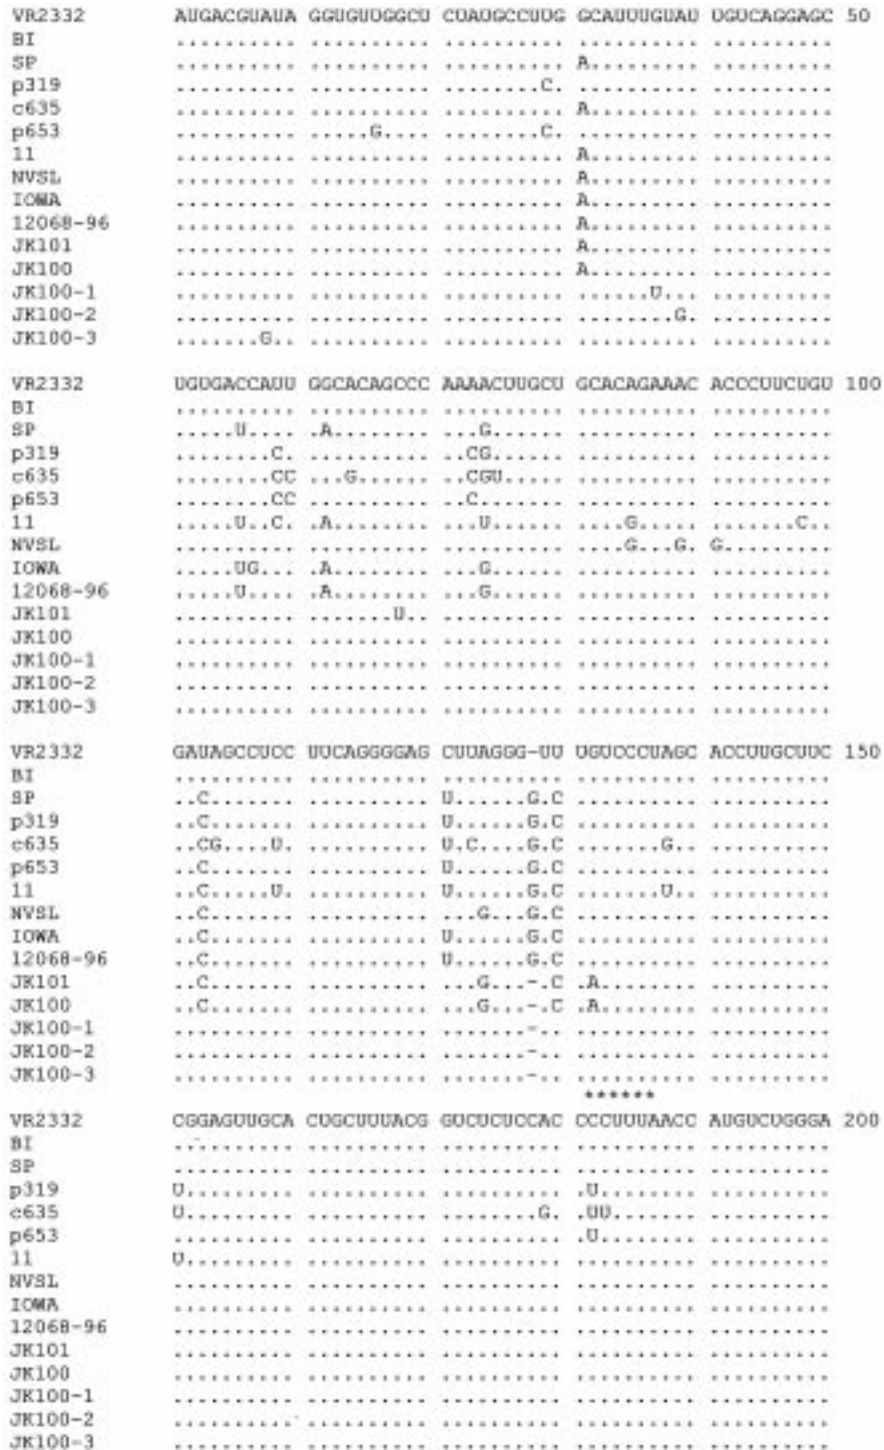 VR2332 AUGACGUAUA GGUGUUGGCU CUAUGCCUUG GCAUUUGUAU UGUCAGGAGC 50
BI .......... .......... .......... .......... ..........
SP .......... .......... .......... A......... ..........
p319 .......... .......... ........C. .......... ..........
c635 .......... .......... .......... A......... ..........
p653 .......... .....G.... ........C. .......... ..........
11 .......... .......... .......... A......... ..........
NVSL .......... .......... .......... A......... ..........
IOWA .......... .......... .......... A......... ..........
12068-96 .......... .......... .......... A......... ..........
JK101 .......... .......... .......... A......... ..........
JK100 .......... .......... .......... A......... ..........
JK100-1 .......... .......... .......... ......U... ..........
JK100-2 .......... .......... .......... ........G. ..........
JK100-3 .......G.. .......... .......... .......... ..........
VR2332 UGUGACCAUU GGCACAGCCC AAAACUUGCU GCACAGAAAC ACCCUUCUGU 100
BI .......... .......... .......... .......... ..........
SP .....U.... .A........ ...G...... .......... ..........
p319 ........C. .......... ..CG...... .......... ..........
c635 ........CC ...G...... ..CGU..... .......... ..........
p653 ........CC .......... ..C....... .......... ..........
11 .....U..C. .A........ ...U...... ....G..... .......C..
NVSL .......... .......... .......... ....G...G. G.........
IOWA .....UG... .A........ ...G...... .......... ..........
12068-96 .....U.... .A........ ...G...... .......... ..........
JK101 .......... .......U.. .......... .......... ..........
JK100 .......... .......... .......... .......... ..........
JK100-1 .......... .......... .......... .......... ..........
JK100-2 .......... .......... .......... .......... ..........
JK100-3 .......... .......... .......... .......... ..........
VR2332 GAUAGCCUCC UUCAGGGGAG CUUAGGG-UU UGUCCCUAGC ACCUUGCUUC 150
BI .......... .......... .......... .......... ..........
SP ..C....... .......... U......G.C .......... ..........
p319 ..C....... .......... U......G.C .......... ..........
c635 ..CG....U. .......... U.C....G.C .......G.. ..........
p653 ..C....... .......... U......G.C .......... ..........
11 ..C.....U. .......... U......G.C .......U.. ..........
NVSL ..C....... .......... ...G...G.C .......... ..........
IOWA ..C....... .......... U......G.C .......... ..........
12068-96 ..C....... .......... U......G.C .......... ..........
JK101 ..C....... .......... ...G...-.C .A........ ..........
JK100 ..C....... .......... ...G...-.C .A........ ..........
JK100-1 .......... .......... .......-.. .......... ..........
JK100-2 .......... .......... .......-.. .......... ..........
JK100-3 .......... .......... .......-.. .......... ..........
******
VR2332 CGGAGUUGCA CUGCUUUACG GUCUCUCCAC CCCUUUAACC AUGUCUGGGA 200
BI .......... .......... .......... .......... ..........
SP .......... .......... .......... .......... ..........
p319 U......... .......... .......... .U........ ..........
c635 U......... .......... ........G. .UU....... ..........
p653 .......... .......... .......... .U........ ..........
11 U......... .......... .......... .......... ..........
NVSL .......... .......... .......... .......... ..........
IOWA .......... .......... .......... .......... ..........
12068-96 .......... .......... .......... .......... ..........
JK101 .......... .......... .......... .......... ..........
JK100 .......... .......... .......... .......... ..........
JK100-1 .......... .......... .......... .......... ..........
JK100-2 .......... .......... .......... .......... ..........
JK100-3 .......... .......... .......... .......... ..........